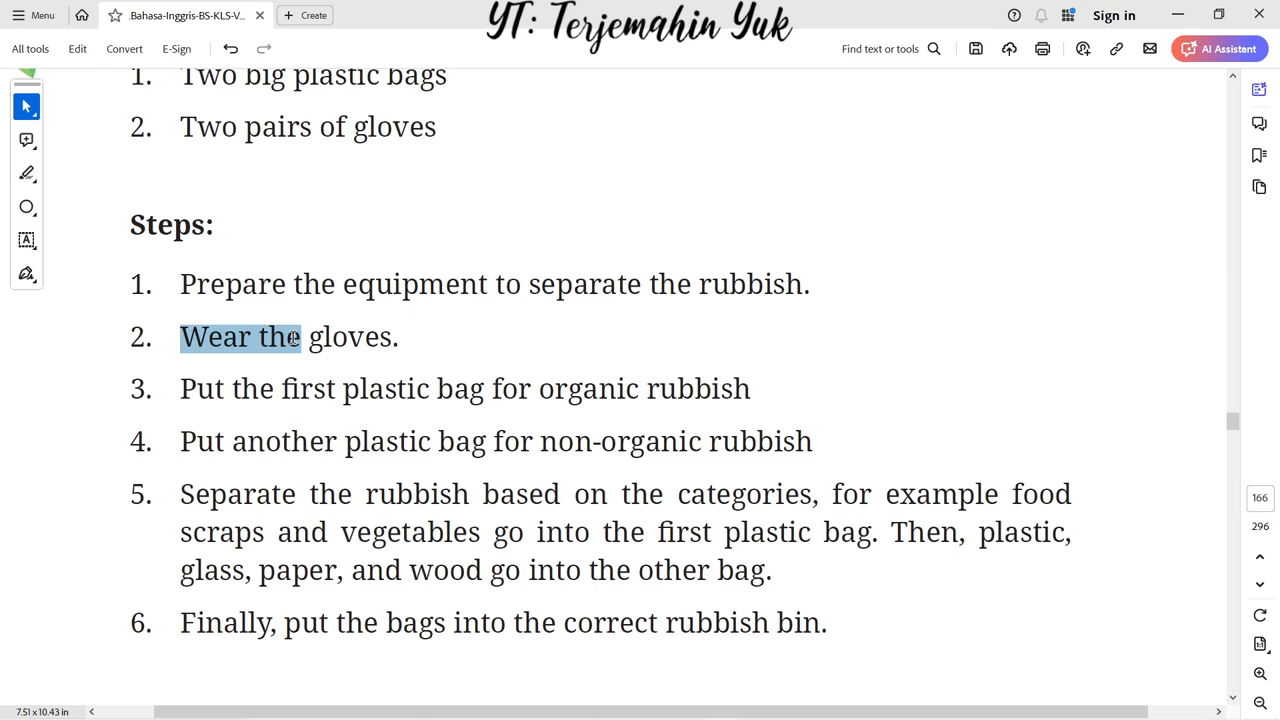 Menu
.Bahasa-Inggris-BS-KLS-V...
+ Create
YT: Terjemahin Yuk
Sign in
All tools
Edit
Convert
E-Sign
Find text or tools
AI Assistant
1. Two big plastic bags
2. Two pairs of gloves
Steps:
1. Prepare the equipment to separate the rubbish.
2. Wear the gloves.
3. Put the first plastic bag for organic rubbish
4. Put another plastic bag for non-organic rubbish
5. Separate the rubbish based on the categories, for example food
scraps and vegetables go into the first plastic bag. Then, plastic,
glass, paper, and wood go into the other bag.
6. Finally, put the bags into the correct rubbish bin.
166
296
7.51 x 10.43 in